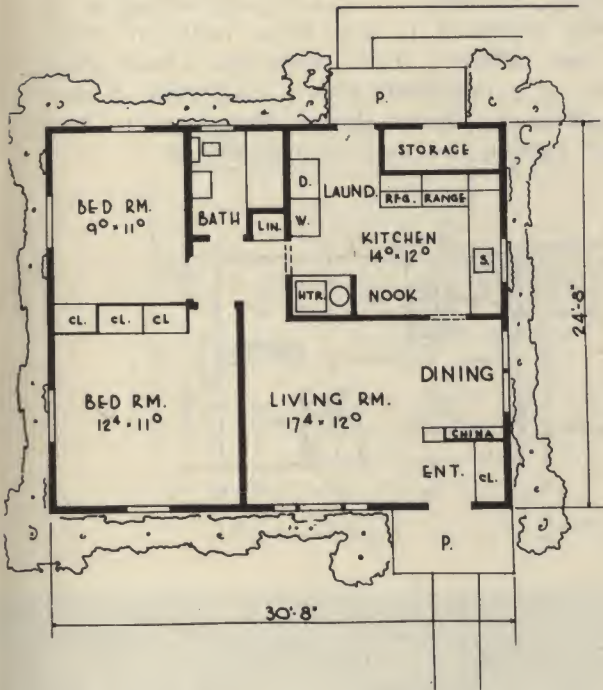 P.
STORAGE
D.
LAUND.
BED RM.
9⁰ x 11⁰
RFG.
RANGE
BATH
W.
LIN.
KITCHEN
14⁰ x 12⁰
S.
HTR.
NOOK
CL.
CL.
CL
24'-8"
DINING
BED RM.
12⁴ x 11⁰
LIVING RM.
17⁴ x 12⁰
CHINA
ENT.
CL.
P.
30'-8"